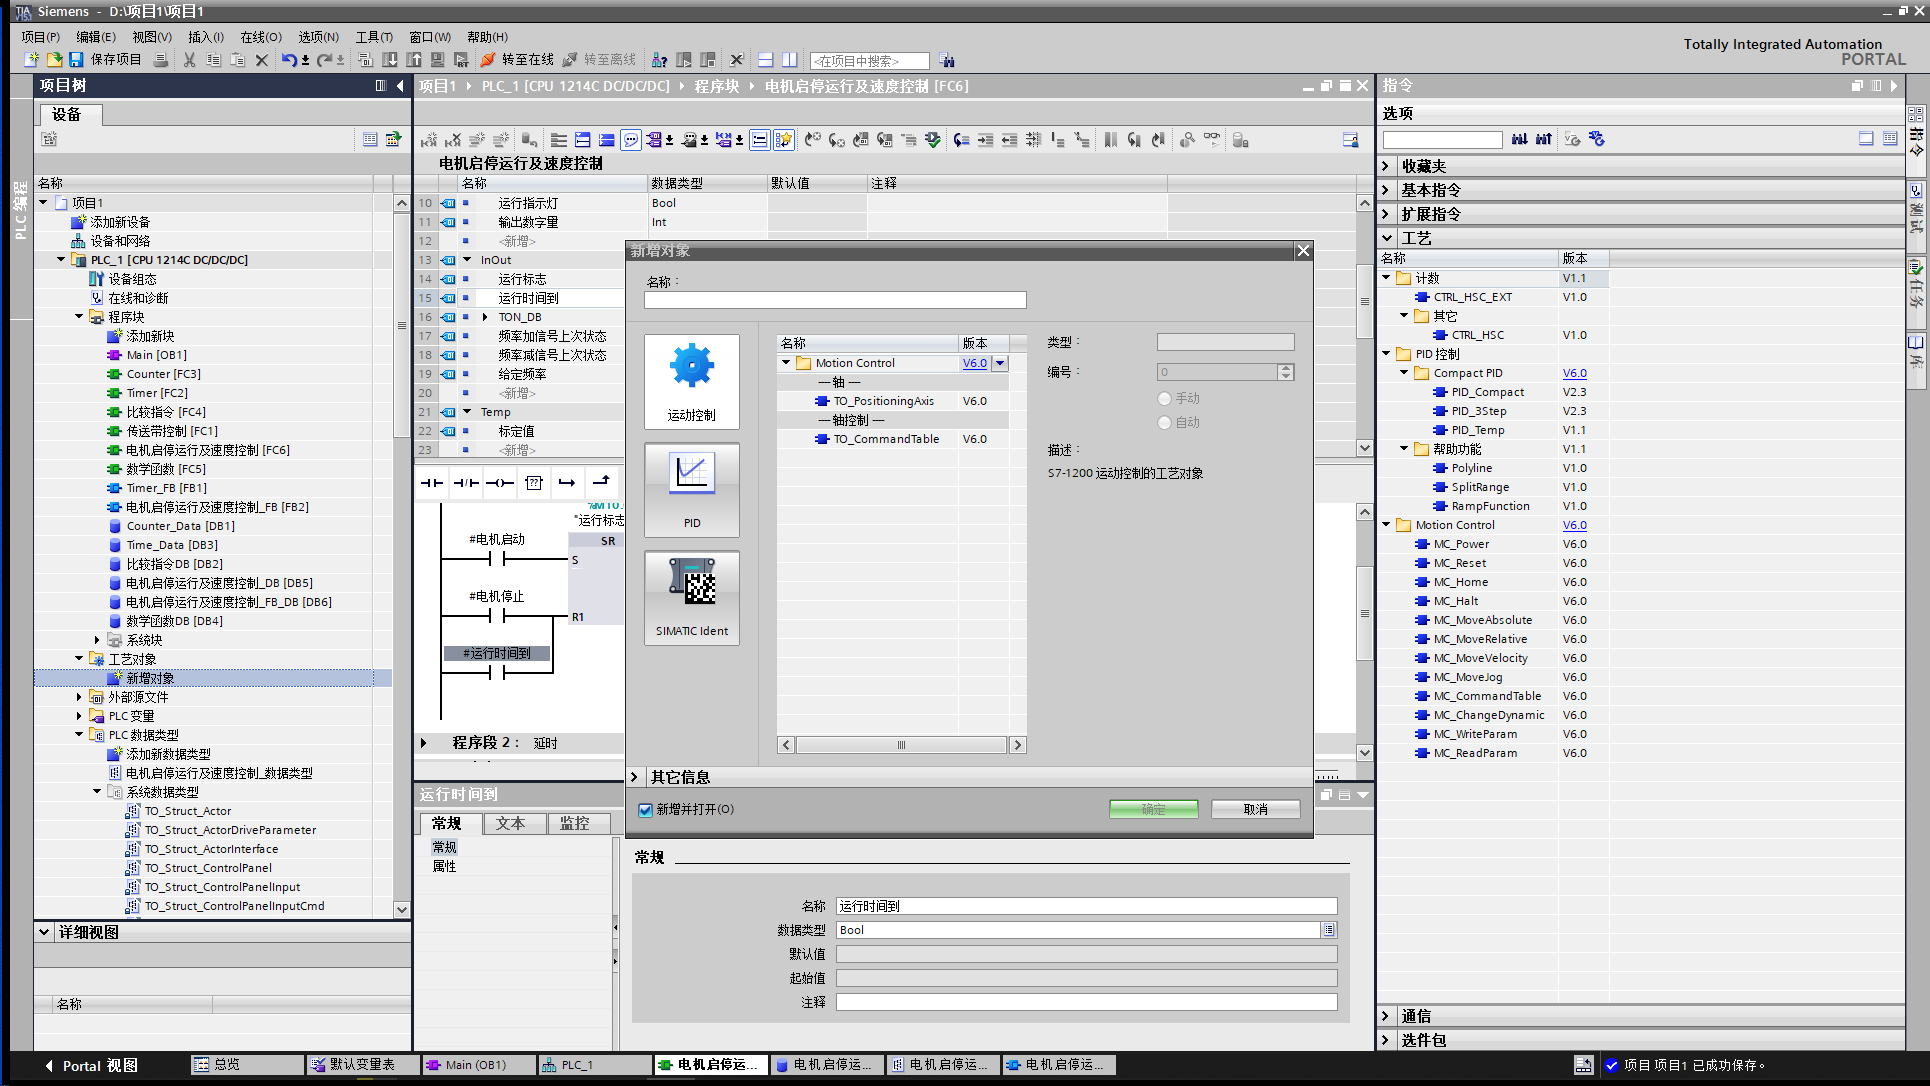 Siemens - D:\项目1\项目1
项目(P) 编辑(E) 视图(V) 插入(I) 在线(O) 选项(N) 工具(T) 窗口(W) 帮助(H)
Totally Integrated Automation
PORTAL
保存项目 转至在线 转至离线 <在项目中搜索>
项目树
项目1 PLC_1 [CPU 1214C DC/DC/DC] 程序块 电机启停运行及速度控制 [FC6]
指令
设备
选项
PLC 编程
名称
项目1
添加新设备
设备和网络
PLC_1 [CPU 1214C DC/DC/DC]
设备组态
在线和诊断
程序块
添加新块
Main [OB1]
Counter [FC3]
Timer [FC2]
比较指令 [FC4]
传送带控制 [FC1]
电机启停运行及速度控制 [FC6]
数学函数 [FC5]
Timer_FB [FB1]
电机启停运行及速度控制_FB [FB2]
Counter_Data [DB1]
Time_Data [DB3]
比较指令DB [DB2]
电机启停运行及速度控制_DB [DB5]
电机启停运行及速度控制_FB_DB [DB6]
数学函数DB [DB4]
系统块
工艺对象
新增对象
外部源文件
PLC 变量
PLC 数据类型
添加新数据类型
电机启停运行及速度控制_数据类型
系统数据类型
TO_Struct_Actor
TO_Struct_ActorDriveParameter
TO_Struct_ActorInterface
TO_Struct_ControlPanel
TO_Struct_ControlPanelInput
TO_Struct_ControlPanelInputCmd
详细视图
名称
电机启停运行及速度控制
名称 数据类型 默认值 注释
10 运行指示灯 Bool
11 输出数字量 Int
12 <新增>
13 InOut
14 运行标志
15 运行时间到
16 TON_DB
17 频率加信号上次状态
18 频率减信号上次状态
19 给定频率
20 <新增>
21 Temp
22 标定值
23 <新增>
"运行标志
#电机启动 SR
S
#电机停止
R1
#运行时间到
程序段 2： 延时
运行时间到
常规 文本 监控
常规
属性
新增对象
名称：
运动控制
PID
SIMATIC Ident
名称 版本
Motion Control V6.0
— 轴 —
TO_PositioningAxis V6.0
— 轴控制 —
TO_CommandTable V6.0
类型：
编号： 0
手动
自动
描述：
S7-1200 运动控制的工艺对象
其它信息
新增并打开(O) 确定 取消
常规
名称 运行时间到
数据类型 Bool
默认值
起始值
注释
收藏夹
基本指令
扩展指令
工艺
名称 版本
计数 V1.1
CTRL_HSC_EXT V1.0
其它
CTRL_HSC V1.0
PID 控制
Compact PID V6.0
PID_Compact V2.3
PID_3Step V2.3
PID_Temp V1.1
帮助功能 V1.1
Polyline V1.0
SplitRange V1.0
RampFunction V1.0
Motion Control V6.0
MC_Power V6.0
MC_Reset V6.0
MC_Home V6.0
MC_Halt V6.0
MC_MoveAbsolute V6.0
MC_MoveRelative V6.0
MC_MoveVelocity V6.0
MC_MoveJog V6.0
MC_CommandTable V6.0
MC_ChangeDynamic V6.0
MC_WriteParam V6.0
MC_ReadParam V6.0
通信
选件包
指令
测试
任务
库
Portal 视图 总览 默认变量表 Main (OB1) PLC_1 电机启停运... 电机启停运... 电机启停运... 电机启停运... 项目 项目1 已成功保存。